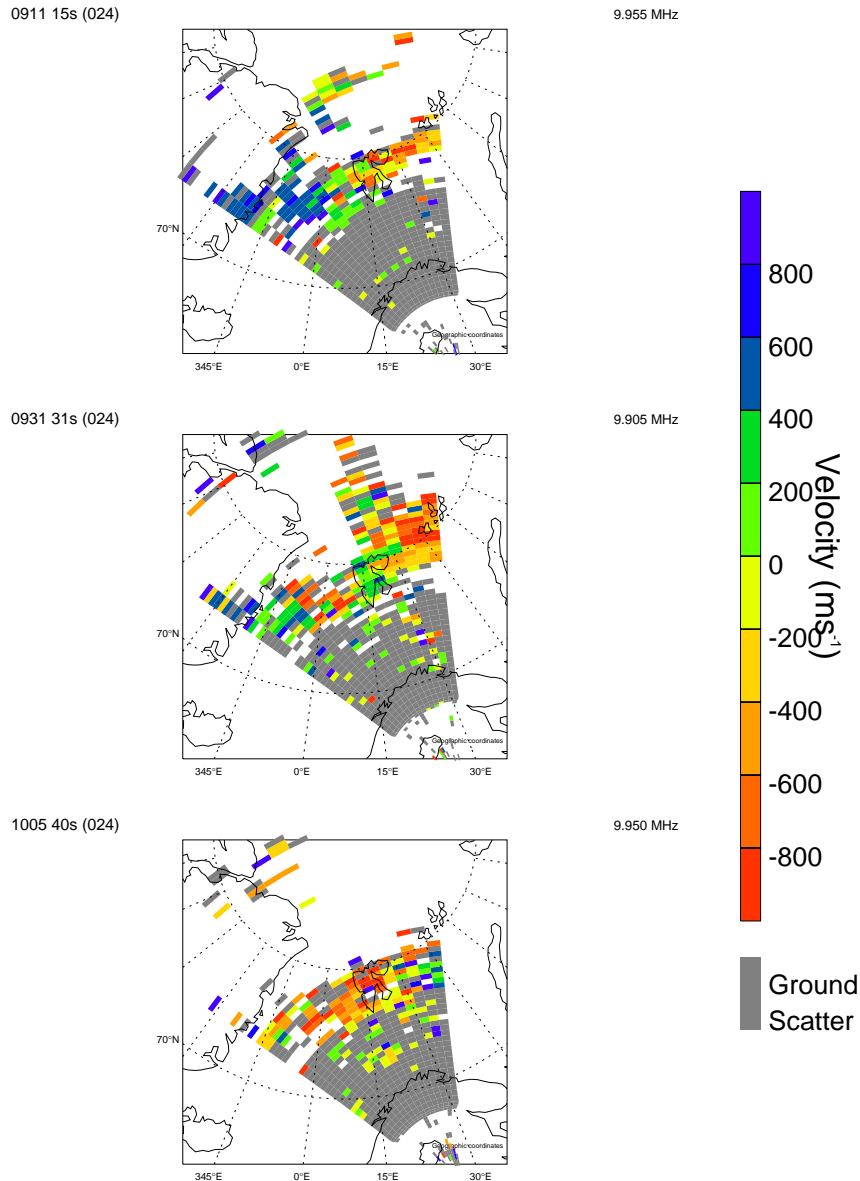 0911 15s (024) 9.955 MHz
70°N
Geographic coordinates
345°E 0°E 15°E 30°E
0931 31s (024) 9.905 MHz
70°N
Geographic coordinates
345°E 0°E 15°E 30°E
1005 40s (024) 9.950 MHz
70°N
Geographic coordinates
345°E 0°E 15°E 30°E
800
600
400
200
0
-200
-400
-600
-800
Velocity (ms⁻¹)
Ground
Scatter